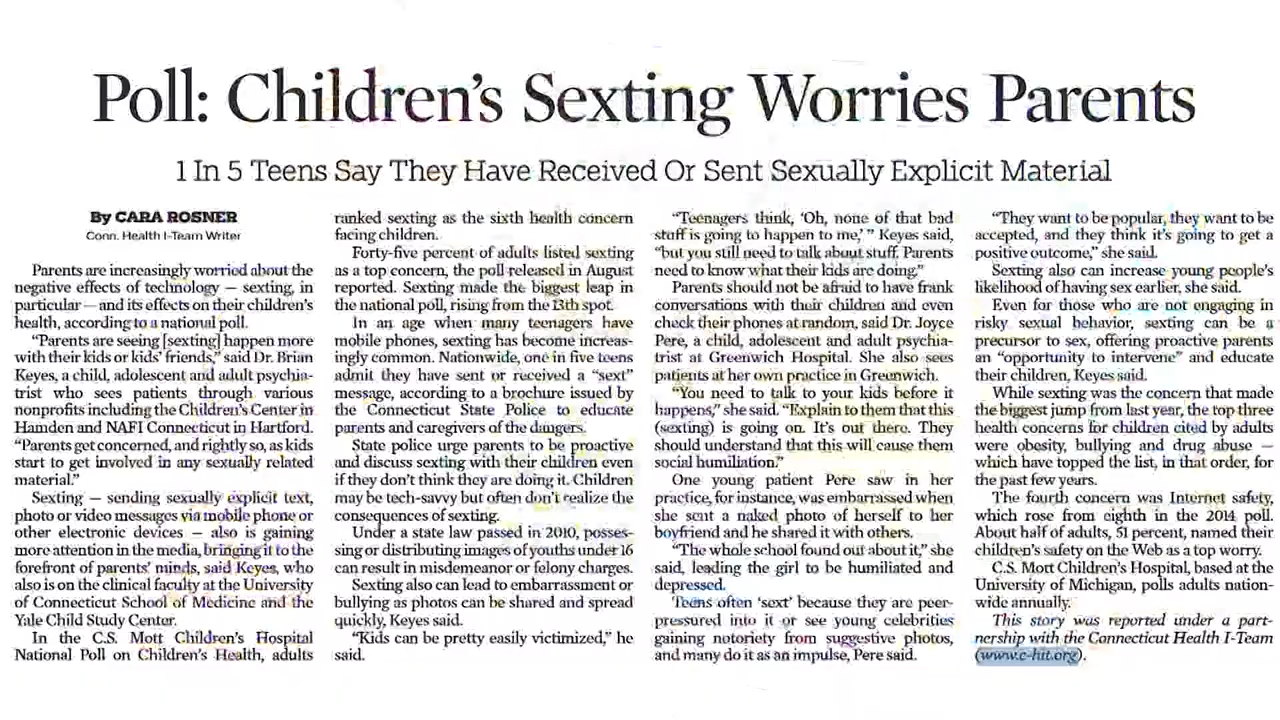 Poll: Children's Sexting Worries Parents
1 In 5 Teens Say They Have Received Or Sent Sexually Explicit Material
By CARA ROSNER
Conn. Health I-Team Writer
Parents are increasingly worried about the
negative effects of technology — sexting, in
particular — and its effects on their children's
health, according to a national poll.
"Parents are seeing [sexting] happen more
with their kids or kids' friends," said Dr. Brian
Keyes, a child, adolescent and adult psychia-
trist who sees patients through various
nonprofits including the Children's Center in
Hamden and NAFI Connecticut in Hartford.
"Parents get concerned, and rightly so, as kids
start to get involved in any sexually related
material."
Sexting — sending sexually explicit text,
photo or video messages via mobile phone or
other electronic devices — also is gaining
more attention in the media, bringing it to the
forefront of parents' minds, said Keyes, who
also is on the clinical faculty at the University
of Connecticut School of Medicine and the
Yale Child Study Center.
In the C.S. Mott Children's Hospital
National Poll on Children's Health, adults
ranked sexting as the sixth health concern
facing children.
Forty-five percent of adults listed sexting
as a top concern, the poll released in August
reported. Sexting made the biggest leap in
the national poll, rising from the 13th spot.
In an age when many teenagers have
mobile phones, sexting has become increas-
ingly common. Nationwide, one in five teens
admit they have sent or received a "sext"
message, according to a brochure issued by
the Connecticut State Police to educate
parents and caregivers of the dangers.
State police urge parents to be proactive
and discuss sexting with their children even
if they don't think they are doing it. Children
may be tech-savvy but often don't realize the
consequences of sexting.
Under a state law passed in 2010, posses-
sing or distributing images of youths under 16
can result in misdemeanor or felony charges.
Sexting also can lead to embarrassment or
bullying as photos can be shared and spread
quickly, Keyes said.
"Kids can be pretty easily victimized," he
said.
"Teenagers think, 'Oh, none of that bad
stuff is going to happen to me,' " Keyes said,
"but you still need to talk about stuff. Parents
need to know what their kids are doing."
Parents should not be afraid to have frank
conversations with their children and even
check their phones at random, said Dr. Joyce
Pere, a child, adolescent and adult psychia-
trist at Greenwich Hospital. She also sees
patients at her own practice in Greenwich.
"You need to talk to your kids before it
happens," she said. "Explain to them that this
(sexting) is going on. It's out there. They
should understand that this will cause them
social humiliation."
One young patient Pere saw in her
practice, for instance, was embarrassed when
she sent a naked photo of herself to her
boyfriend and he shared it with others.
"The whole school found out about it," she
said, leading the girl to be humiliated and
depressed.
Teens often 'sext' because they are peer-
pressured into it or see young celebrities
gaining notoriety from suggestive photos,
and many do it as an impulse, Pere said.
"They want to be popular, they want to be
accepted, and they think it's going to get a
positive outcome," she said.
Sexting also can increase young people's
likelihood of having sex earlier, she said.
Even for those who are not engaging in
risky sexual behavior, sexting can be a
precursor to sex, offering proactive parents
an "opportunity to intervene" and educate
their children, Keyes said.
While sexting was the concern that made
the biggest jump from last year, the top three
health concerns for children cited by adults
were obesity, bullying and drug abuse —
which have topped the list, in that order, for
the past few years.
The fourth concern was Internet safety,
which rose from eighth in the 2014 poll.
About half of adults, 51 percent, named their
children's safety on the Web as a top worry.
C.S. Mott Children's Hospital, based at the
University of Michigan, polls adults nation-
wide annually.
This story was reported under a part-
nership with the Connecticut Health I-Team
(www.c-hit.org).